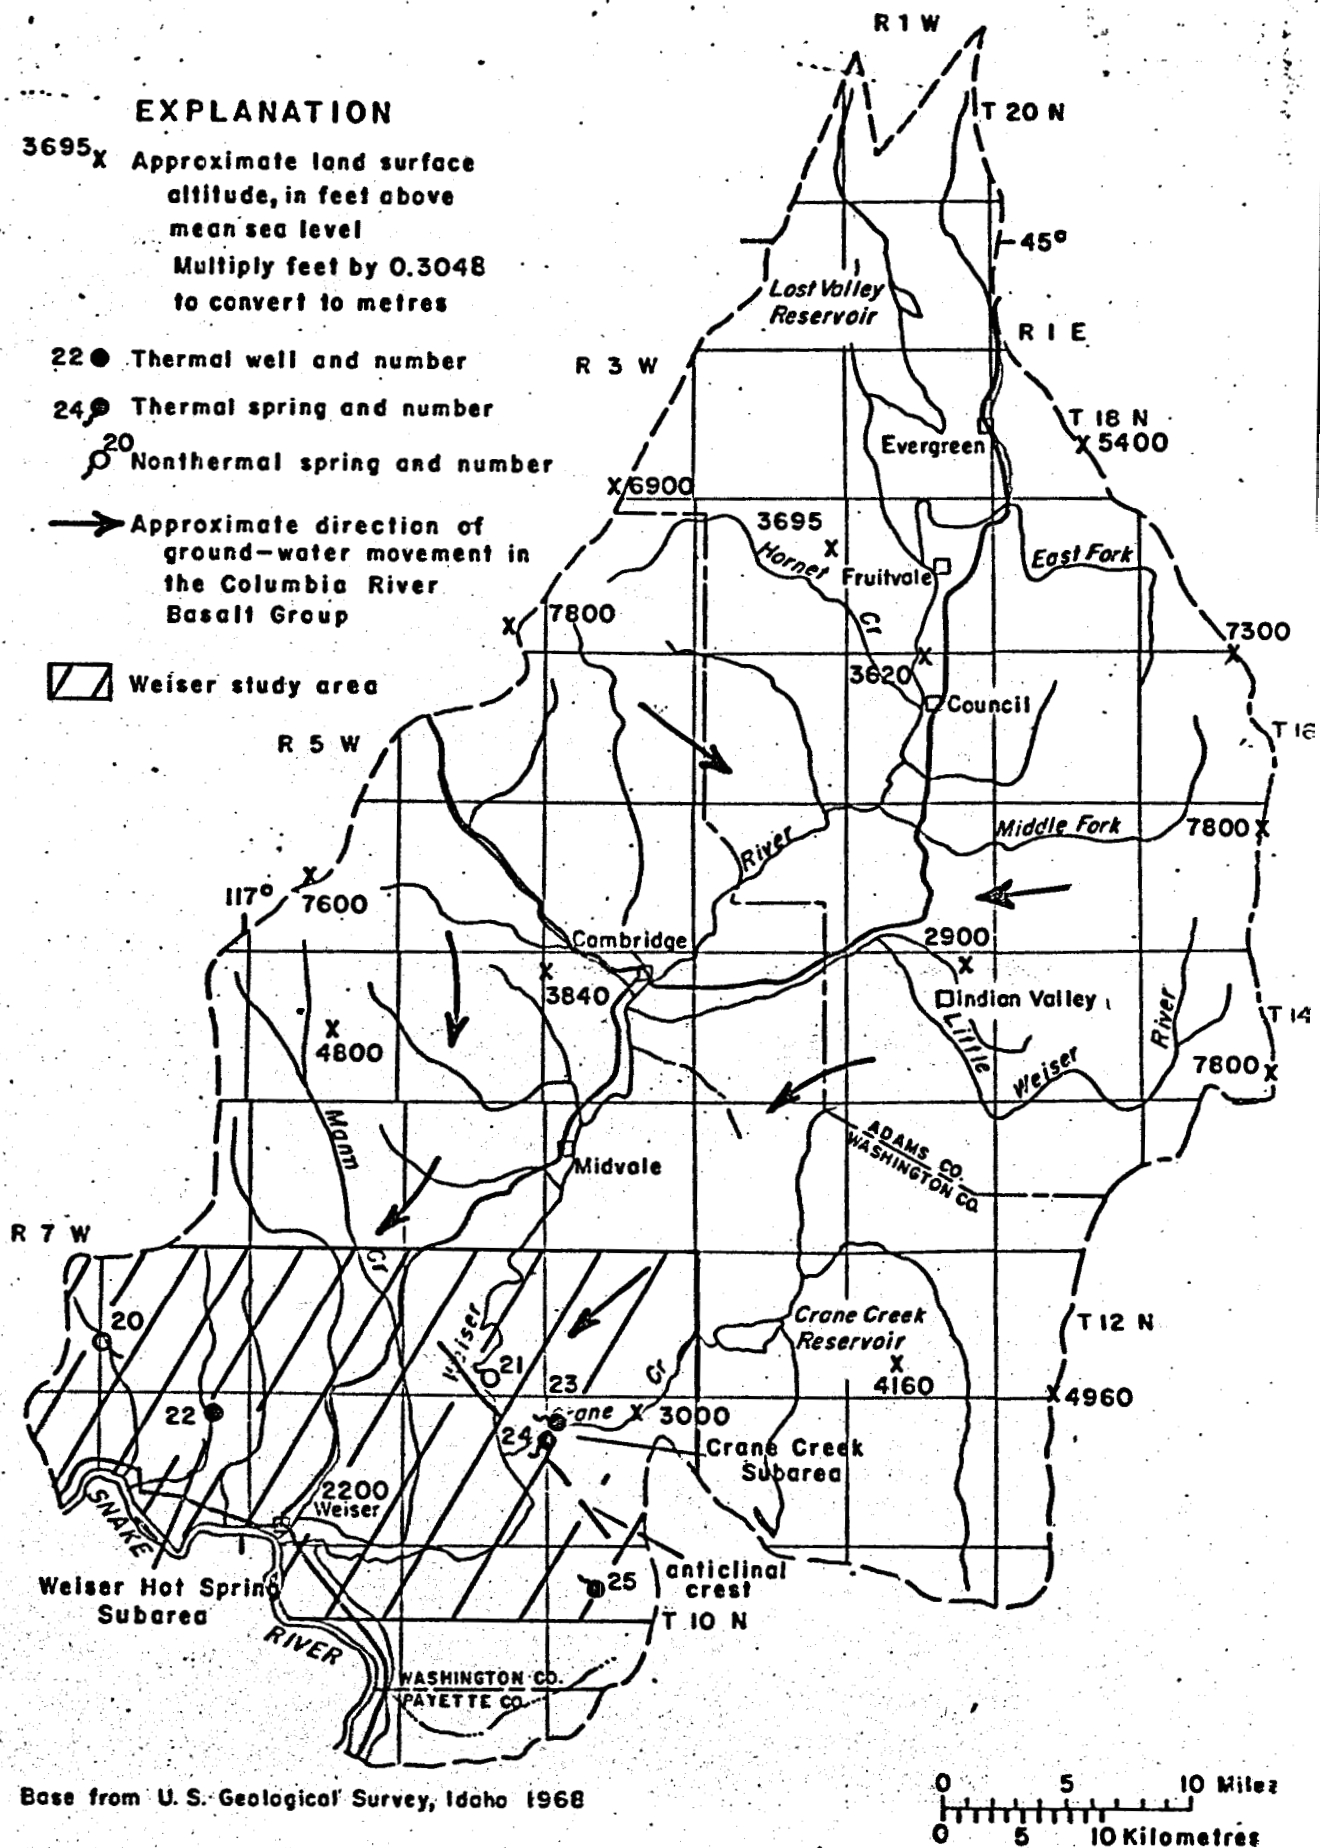 R 1 W
EXPLANATION
T 20 N
3695 X Approximate land surface
altitude, in feet above
mean sea level
Multiply feet by 0.3048
to convert to metres
45°
Lost Valley
Reservoir
R 1 E
22 Thermal well and number
R 3 W
24 Thermal spring and number
T 18 N
X 5400
Evergreen
20
Nonthermal spring and number
X 6900
3695
X
Approximate direction of
ground-water movement in
the Columbia River
Basalt Group
Hornet
Cr
Fruitvale
East Fork
X 7800
7300
X
X
3620
Weiser study area
Council
R 5 W
T 16
Middle Fork
7800 X
River
117°
X
7600
Cambridge
2900
X
X
3840
Indian Valley
X
4800
Little
Weiser
River
T 14
7800 X
Mann
Cr
ADAMS CO.
WASHINGTON CO.
Midvale
R 7 W
20
Weiser
21
Crane Creek
Reservoir
T 12 N
X
4160
Cr
23
22
ane X 3000
X 4960
24
Crane Creek
Subarea
2200
Weiser
SNAKE
anticlinal
crest
Weiser Hot Spring
Subarea
25
T 10 N
RIVER
WASHINGTON CO.
PAYETTE CO.
Base from U. S. Geological Survey, Idaho 1968
0 5 10 Miles
0 5 10 Kilometres